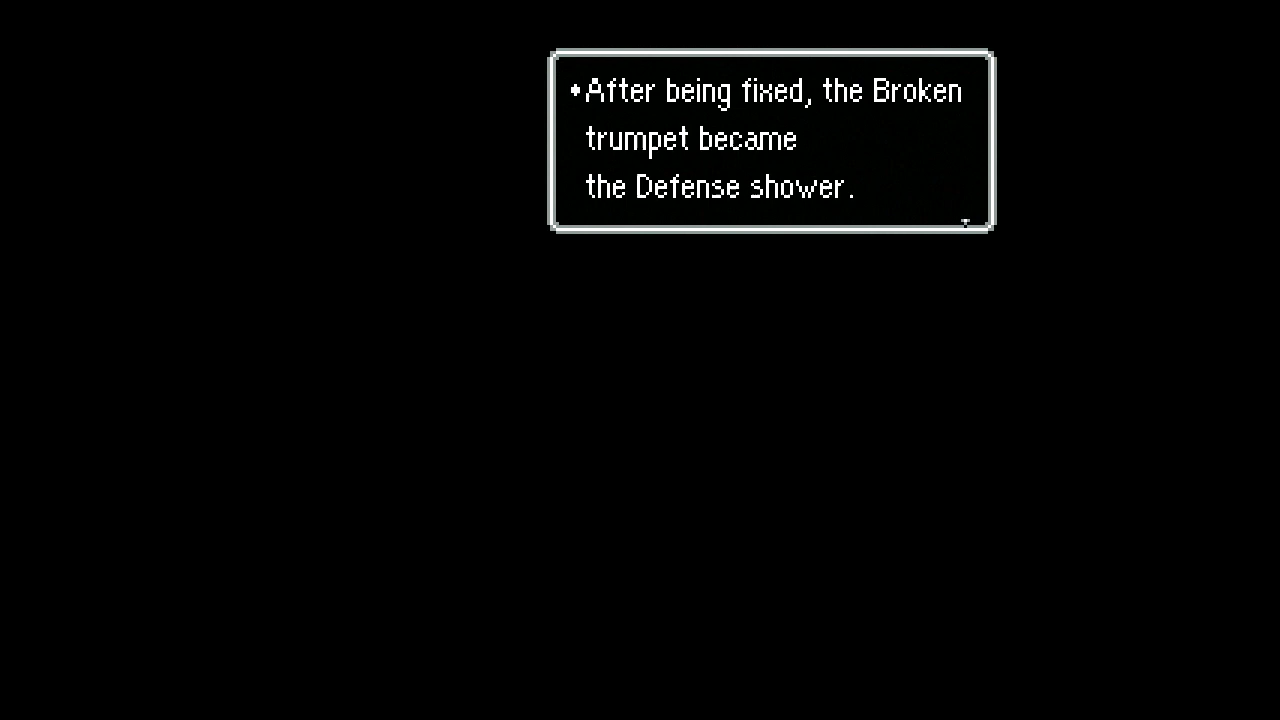 •After being fixed, the Broken
trumpet became
the Defense shower.